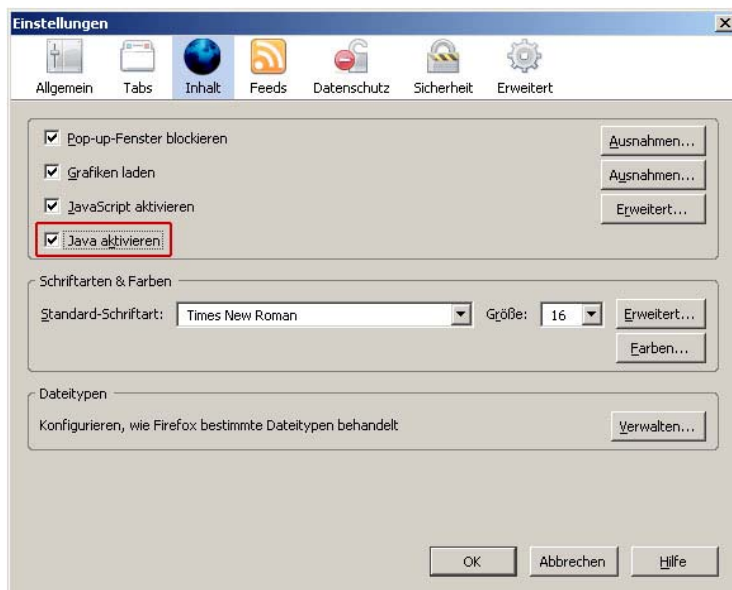 Einstellungen
Allgemein Tabs Inhalt Feeds Datenschutz Sicherheit Erweitert
Pop-up-Fenster blockieren Ausnahmen...
Grafiken laden Ausnahmen...
JavaScript aktivieren Erweitert...
Java aktivieren
Schriftarten & Farben
Standard-Schriftart: Times New Roman Größe: 16 Erweitert...
Farben...
Dateitypen
Konfigurieren, wie Firefox bestimmte Dateitypen behandelt Verwalten...
OK Abbrechen Hilfe